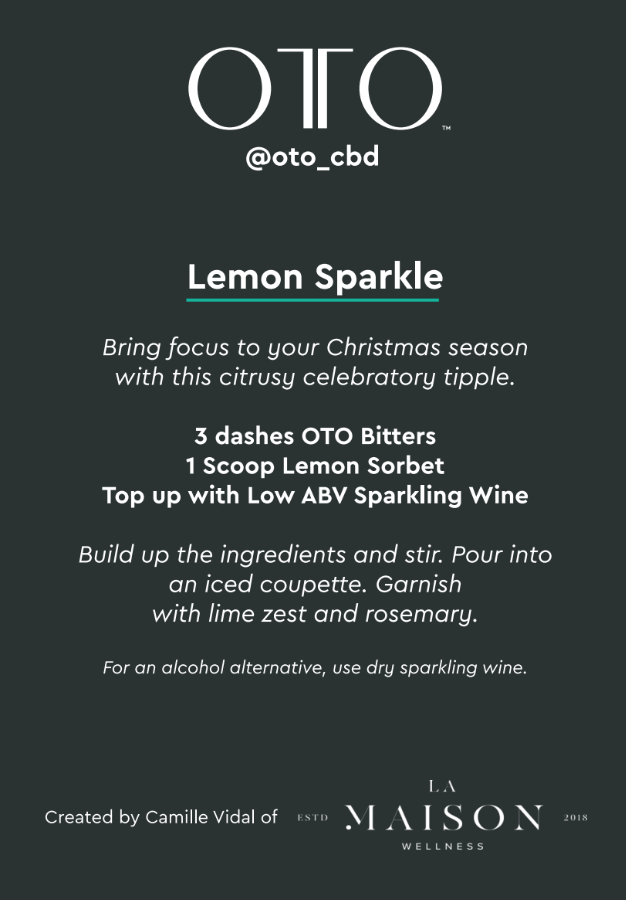 OTO™
@oto_cbd
Lemon Sparkle
Bring focus to your Christmas season
with this citrusy celebratory tipple.
3 dashes OTO Bitters
1 Scoop Lemon Sorbet
Top up with Low ABV Sparkling Wine
Build up the ingredients and stir. Pour into
an iced coupette. Garnish
with lime zest and rosemary.
For an alcohol alternative, use dry sparkling wine.
LA
Created by Camille Vidal of ESTD MAISON 2018
WELLNESS